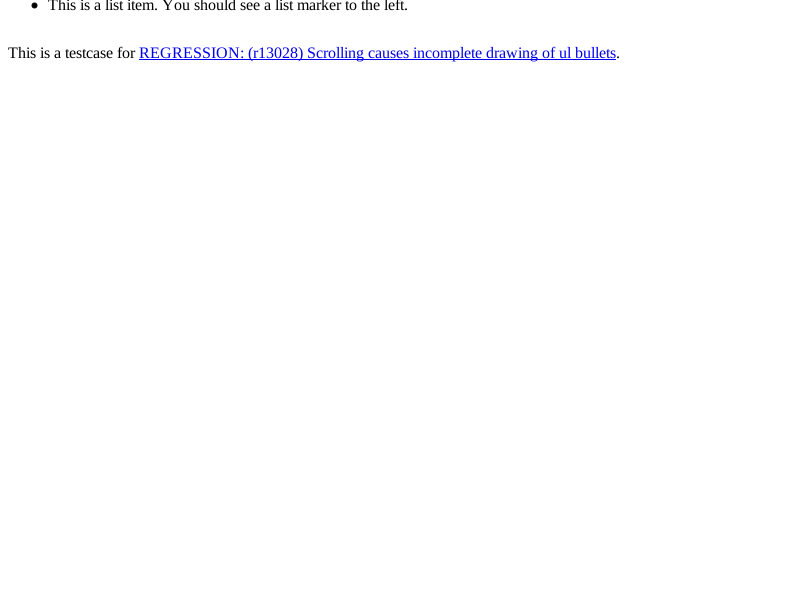 • This is a list item. You should see a list marker to the left.
This is a testcase for REGRESSION: (r13028) Scrolling causes incomplete drawing of ul bullets.